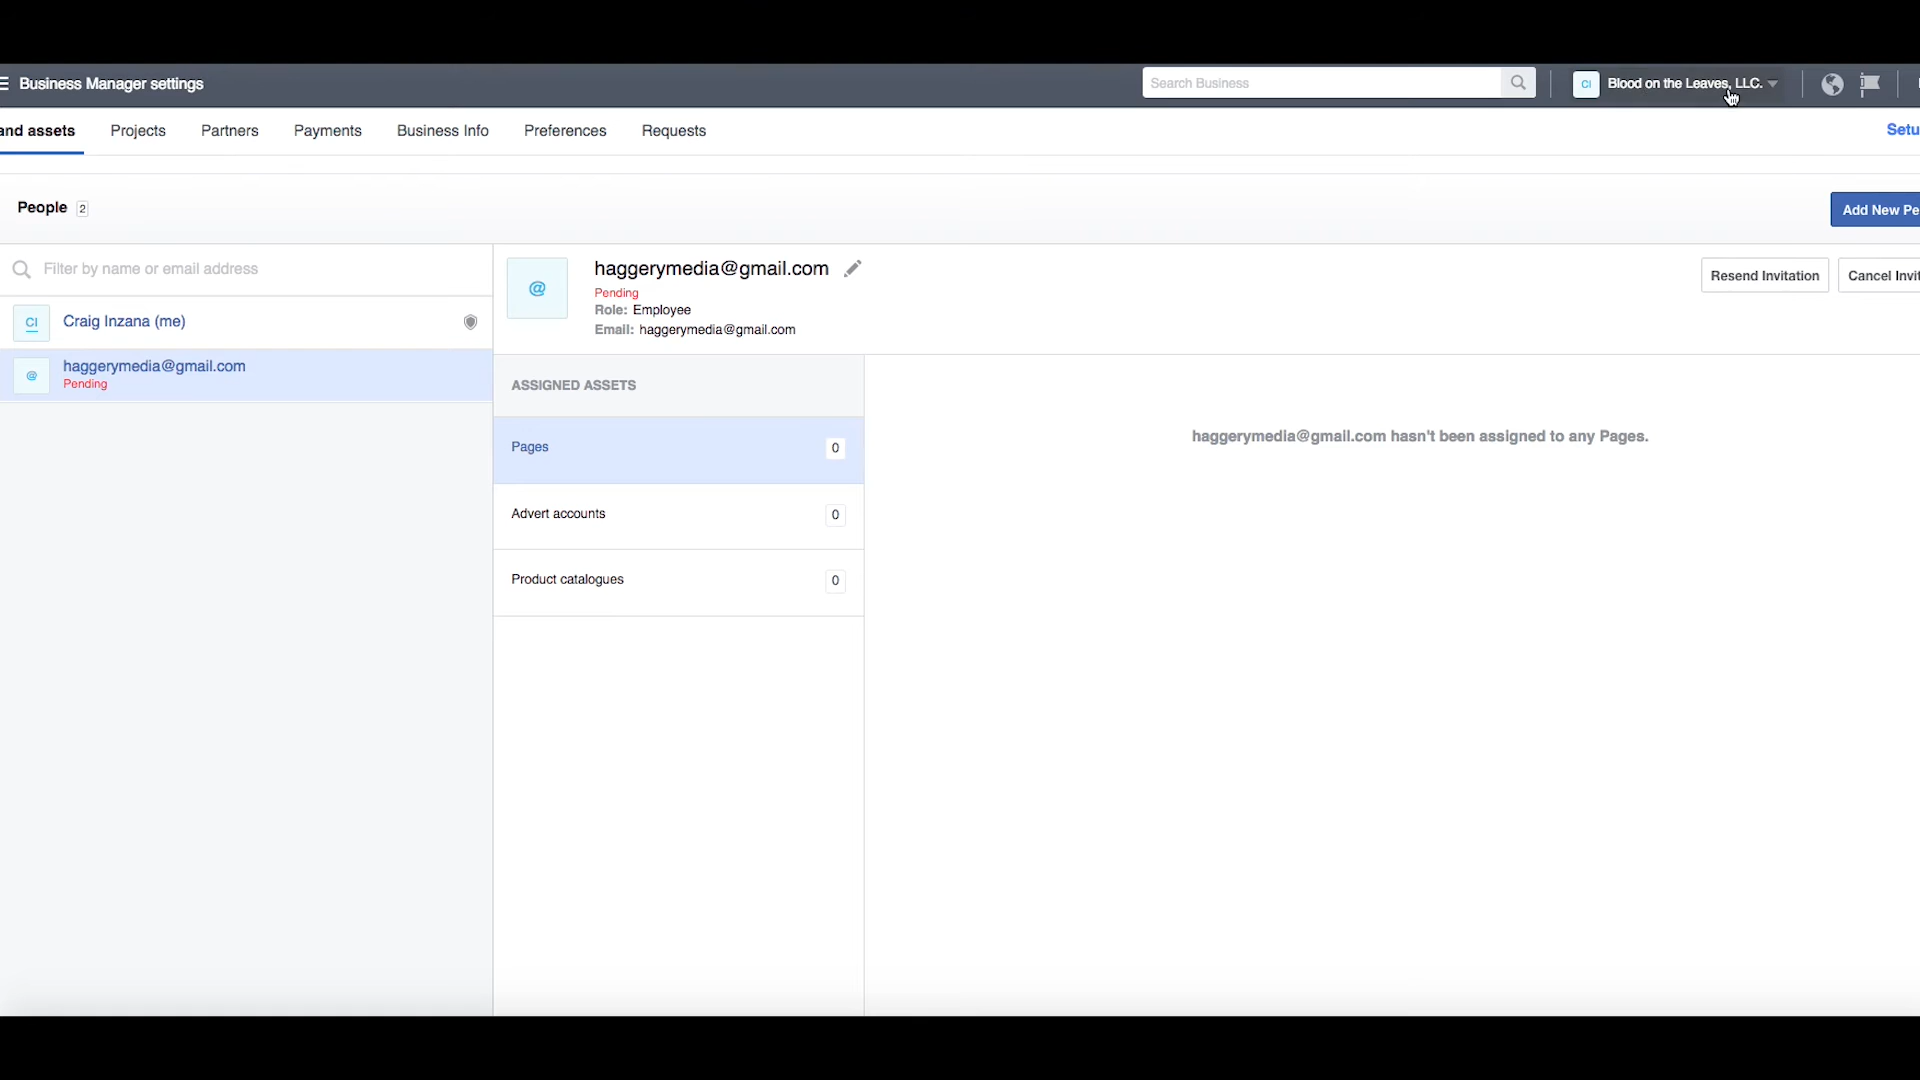 Business Manager settings
Search Business
CI
Blood on the Leaves, LLC.
and assets
Projects
Partners
Payments
Business Info
Preferences
Requests
Setu
People 2
Add New Pe
Filter by name or email address
CI
Craig Inzana (me)
@
haggerymedia@gmail.com
Pending
@
haggerymedia@gmail.com
Pending
Role: Employee
Email: haggerymedia@gmail.com
Resend Invitation
Cancel Invit
ASSIGNED ASSETS
Pages 0
Advert accounts 0
Product catalogues 0
haggerymedia@gmail.com hasn't been assigned to any Pages.